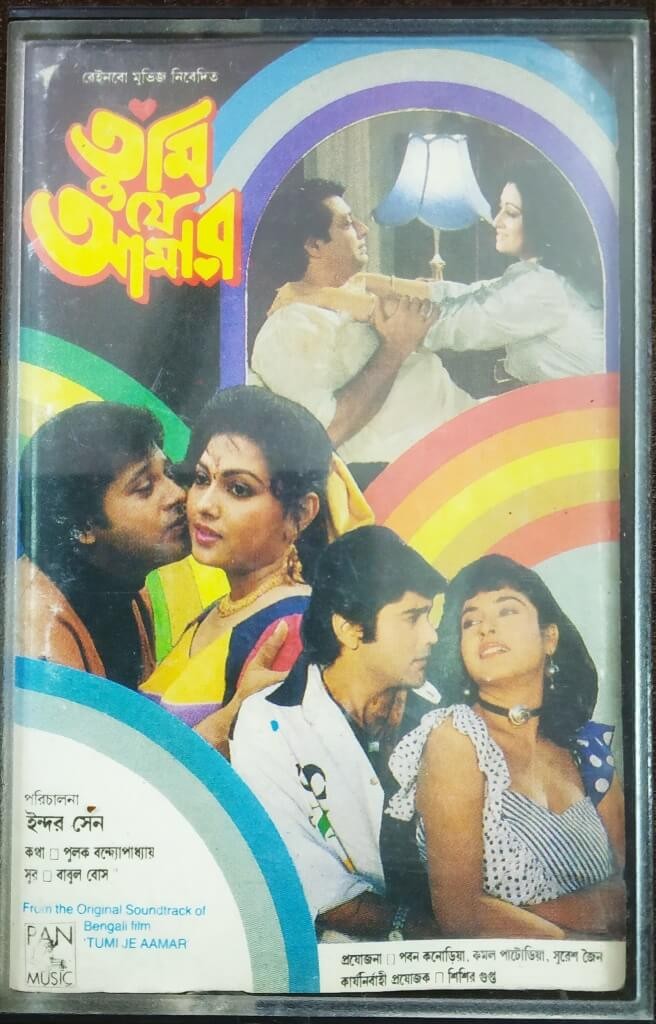 রেইনবো মুভিজ নিবেদিত
তুমি
যে
আমার
পরিচালনা
ইন্দর সেন
কথা □ পুলক বন্দ্যোপাধ্যায়
সুর □ বাবুল বোস
From the Original Soundtrack of
Bengali film
'TUMI JE AAMAR'
PAN
MUSIC
প্রযোজনা □ পবন কনোড়িয়া, কমল পাটোডিয়া, সুরেশ জৈন
কার্যনির্বাহী প্রযোজক □ শিশির গুপ্ত